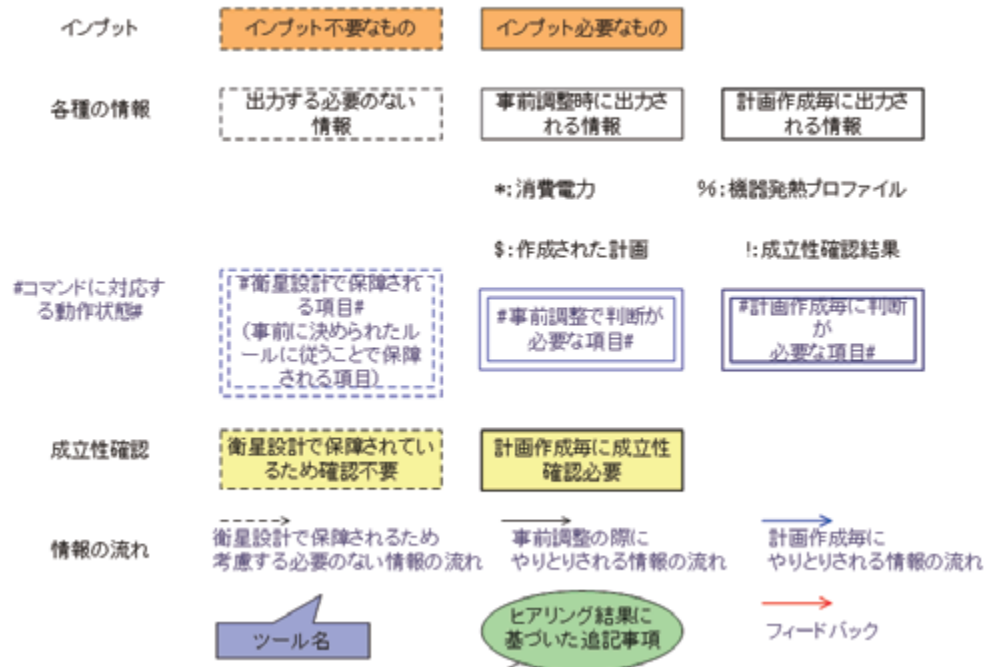 インプット
インプット不要なもの
インプット必要なもの
各種の情報
出力する必要のない
情報
事前調整時に出力さ
れる情報
計画作成毎に出力さ
れる情報
*:消費電力
%:機器発熱プロファイル
$:作成された計画
!:成立性確認結果
#コマンドに対応す
る動作状態#
#衛星設計で保障され
る項目#
(事前に決められたル
ールに従うことで保障
される項目)
#事前調整で判断が
必要な項目#
#計画作成毎に判断
が
必要な項目#
成立性確認
衛星設計で保障されてい
るため確認不要
計画作成毎に成立性
確認必要
情報の流れ
衛星設計で保障されるため
考慮する必要のない情報の流れ
事前調整の際に
やりとりされる情報の流れ
計画作成毎に
やりとりされる情報の流れ
ツール名
ヒアリング結果に
基づいた追記事項
フィードバック